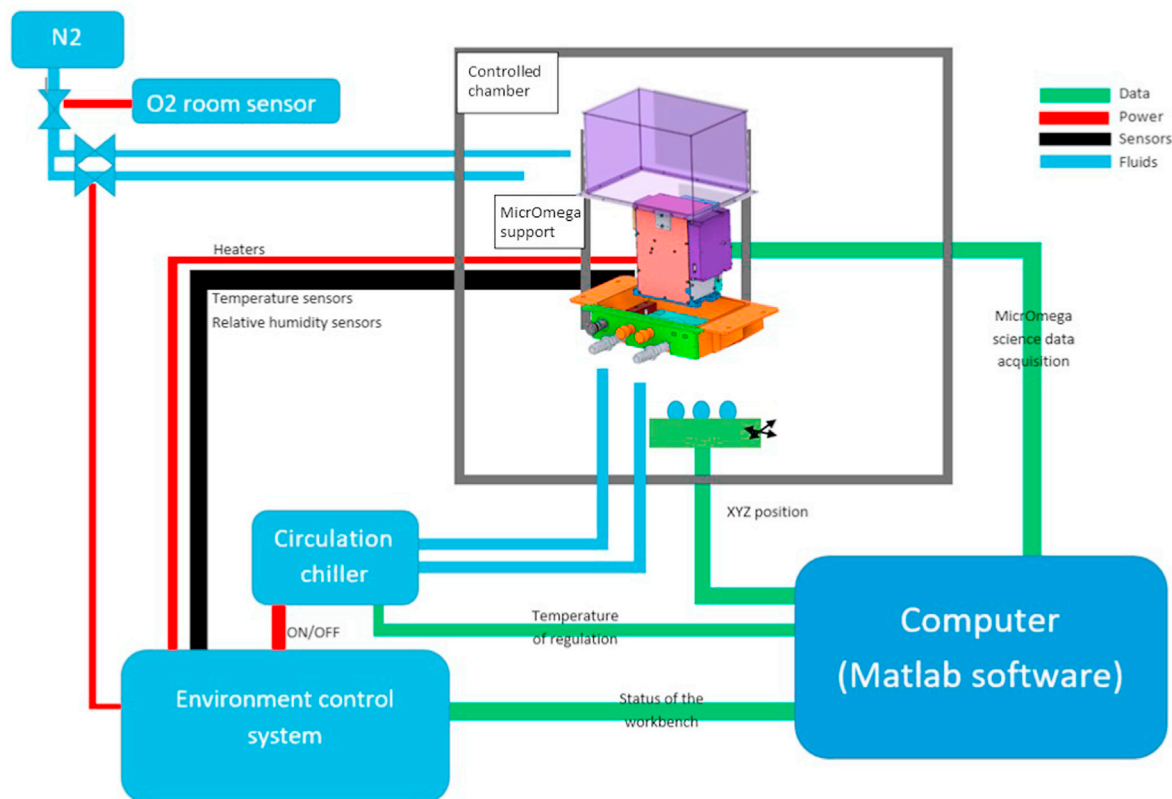 N2
O2 room sensor
Controlled
chamber
Data
Power
Sensors
Fluids
MicrOmega
support
Heaters
Temperature sensors
Relative humidity sensors
MicrOmega
science data
acquisition
XYZ position
Circulation
chiller
ON/OFF
Temperature
of regulation
Computer
(Matlab software)
Environment control
system
Status of the
workbench